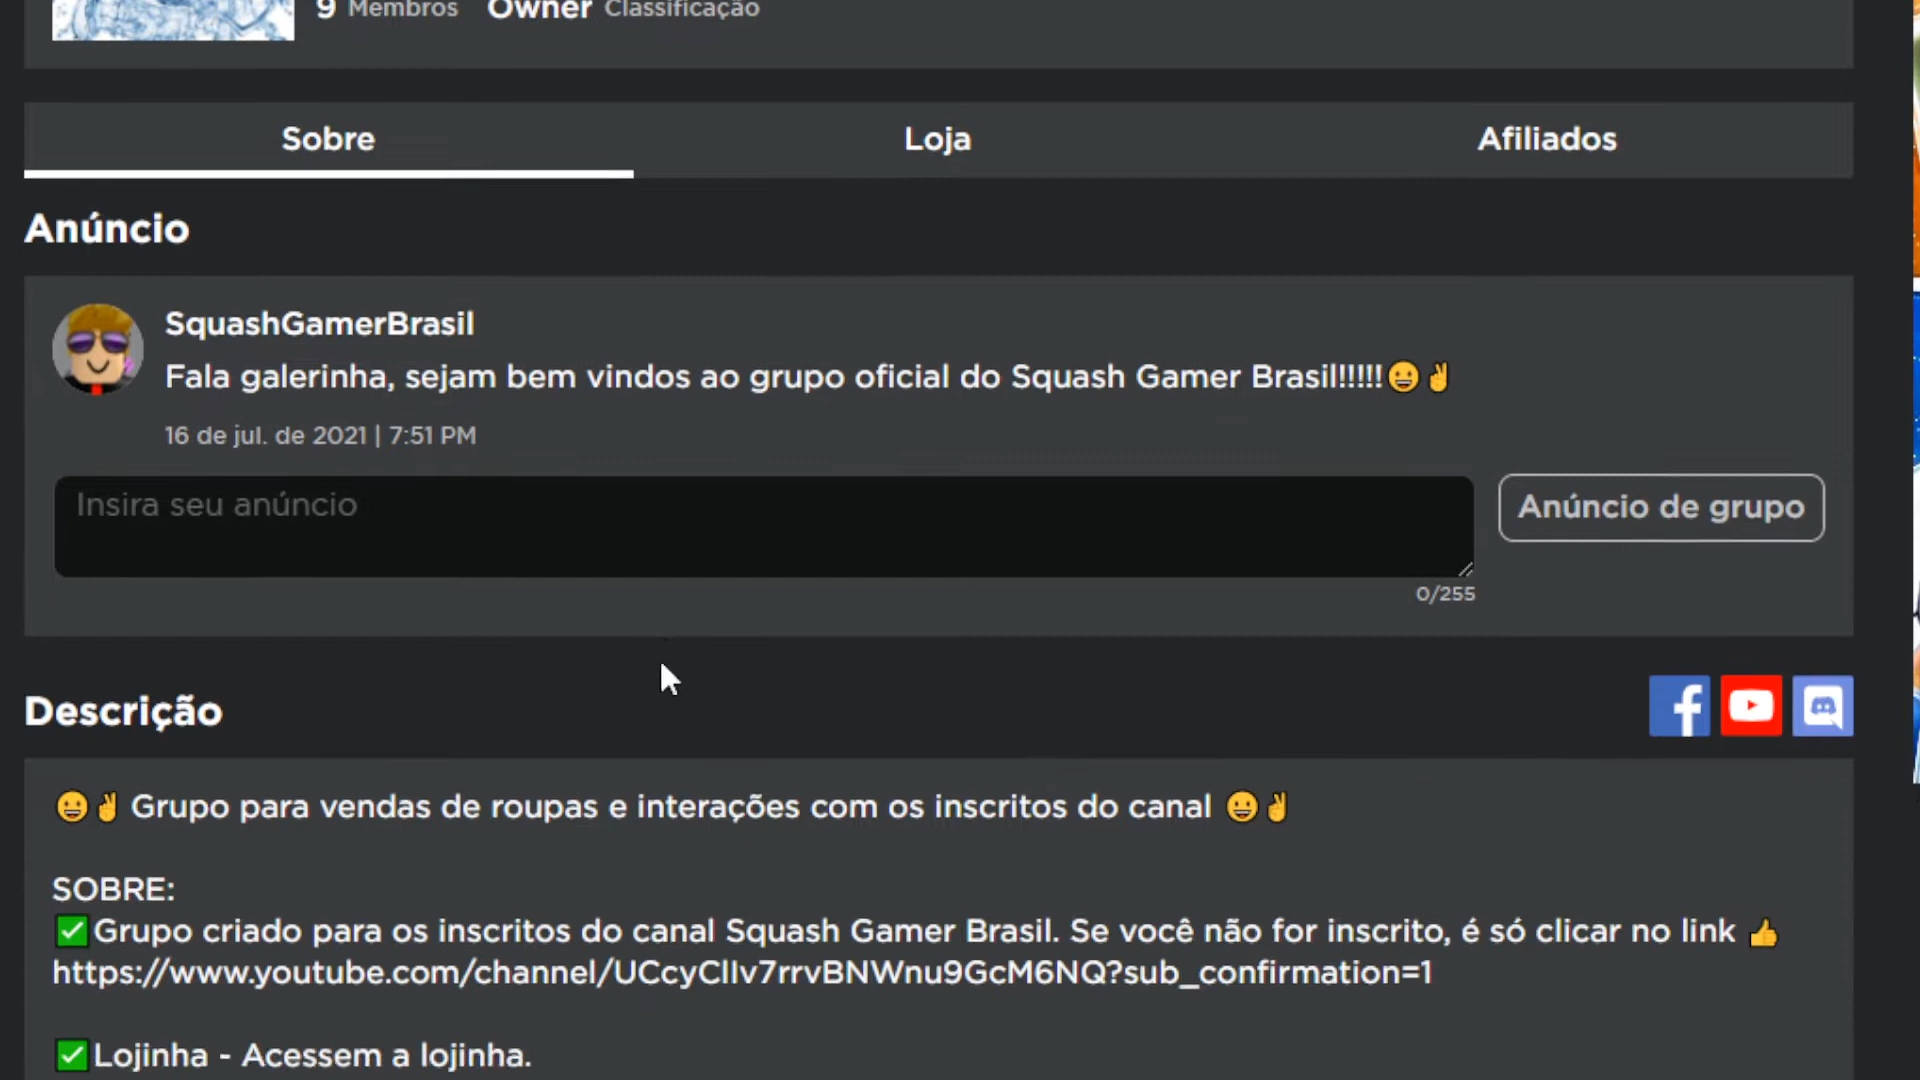 9 Membros Owner Classificação
Sobre Loja Afiliados
Anúncio
SquashGamerBrasil
Fala galerinha, sejam bem vindos ao grupo oficial do Squash Gamer Brasil!!!!!😀✌
16 de jul. de 2021 | 7:51 PM
Insira seu anúncio
Anúncio de grupo
0/255
Descrição
😀✌ Grupo para vendas de roupas e interações com os inscritos do canal 😀✌
SOBRE:
✅Grupo criado para os inscritos do canal Squash Gamer Brasil. Se você não for inscrito, é só clicar no link 👍
https://www.youtube.com/channel/UCcyClIv7rrvBNWnu9GcM6NQ?sub_confirmation=1
✅Lojinha - Acessem a lojinha.